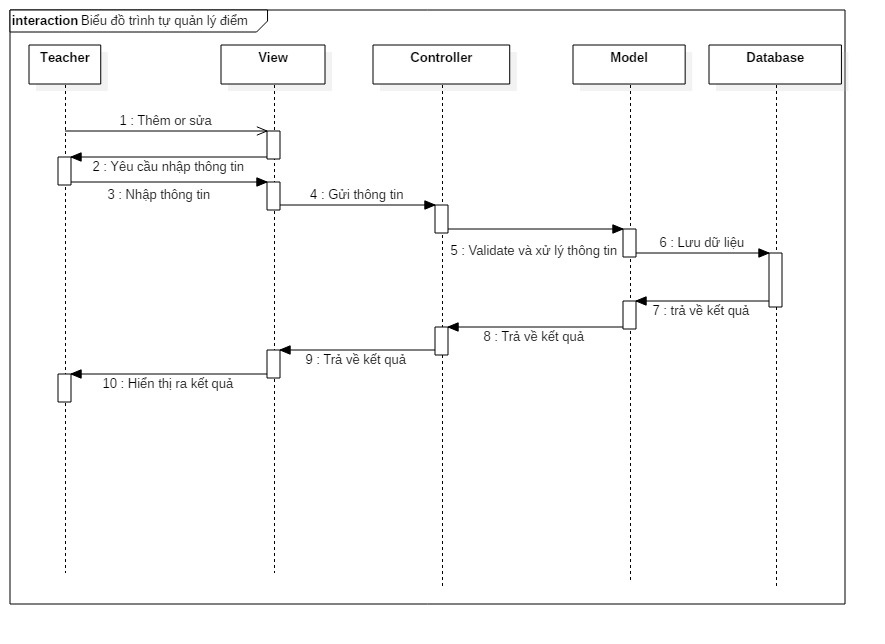 interaction Biểu đồ trình tự quản lý điểm
Teacher
View
Controller
Model
Database
1 : Thêm or sửa
2 : Yêu cầu nhập thông tin
3 : Nhập thông tin
4 : Gửi thông tin
5 : Validate và xử lý thông tin
6 : Lưu dữ liệu
7 : trả về kết quả
8 : Trả về kết quả
9 : Trả về kết quả
10 : Hiển thị ra kết quả